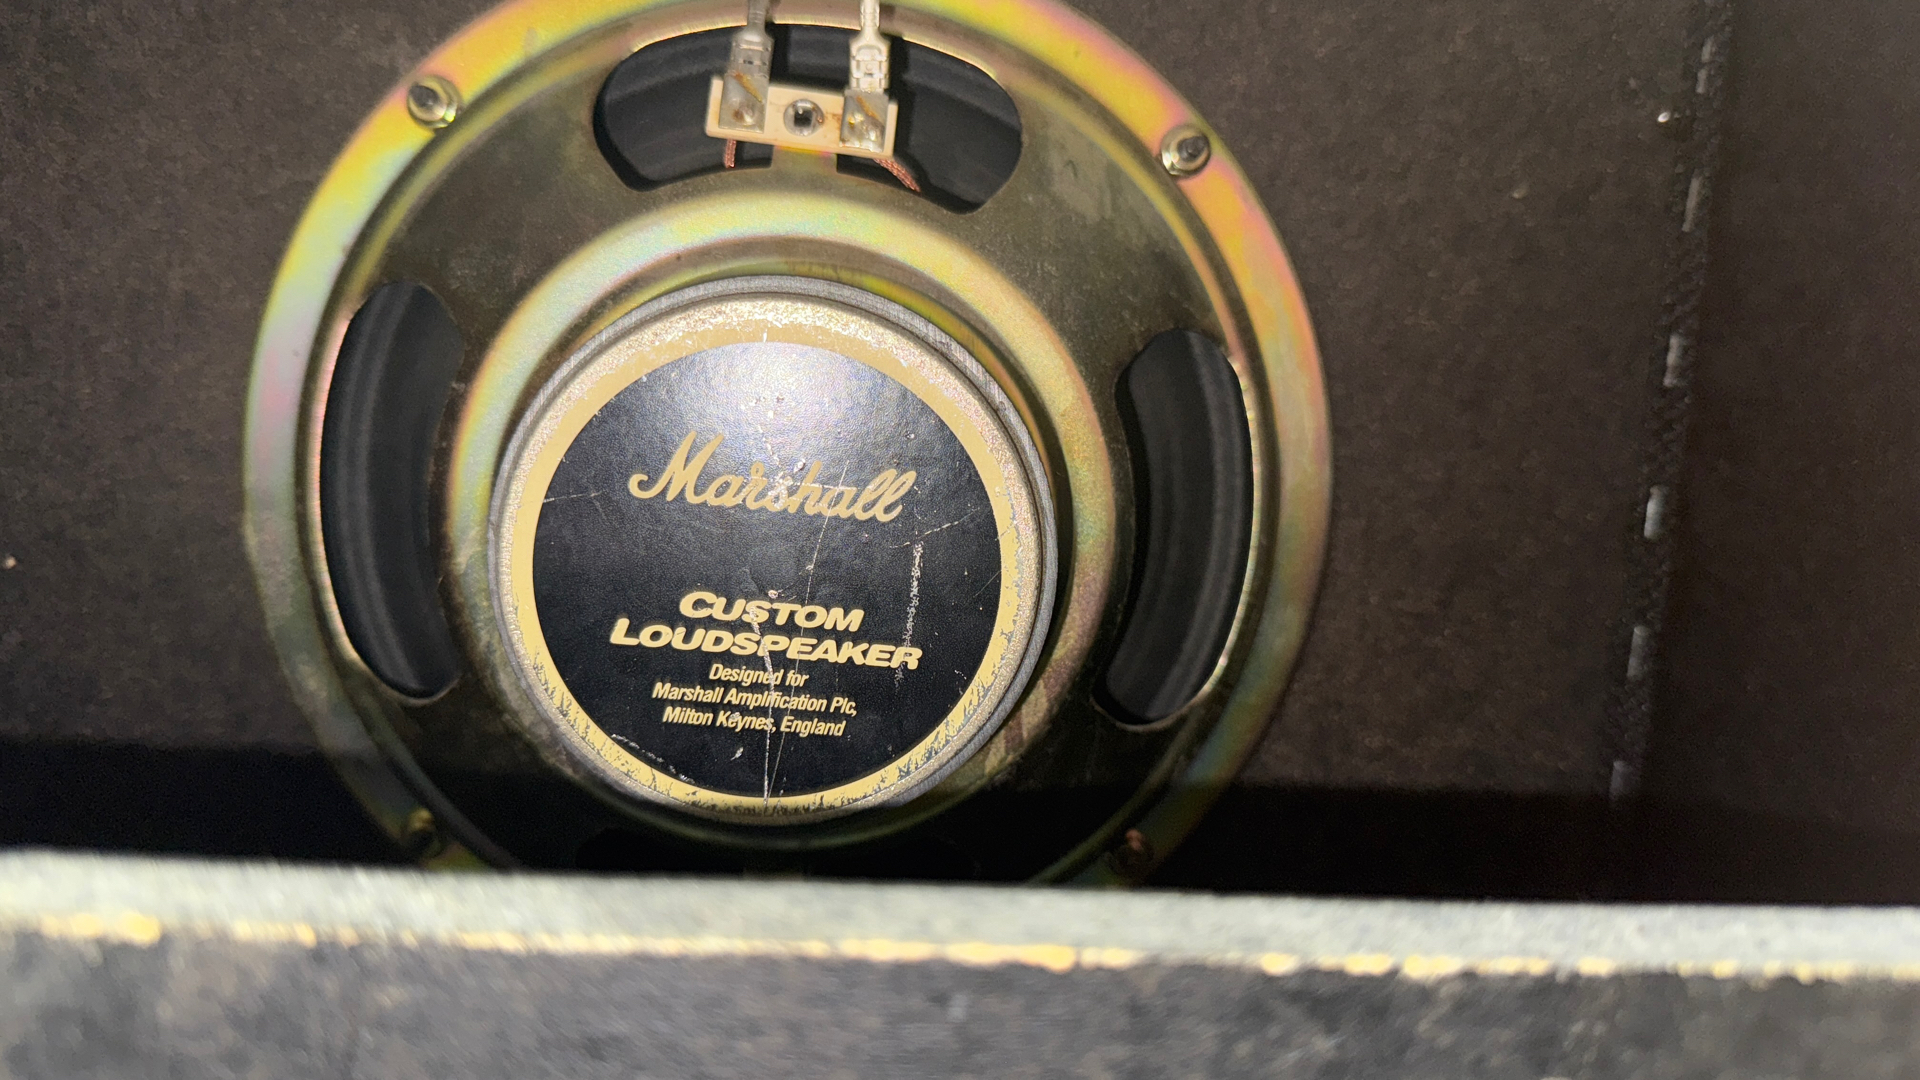 Marshall
CUSTOM
LOUDSPEAKER
Designed for
Marshall Amplification Plc,
Milton Keynes, England